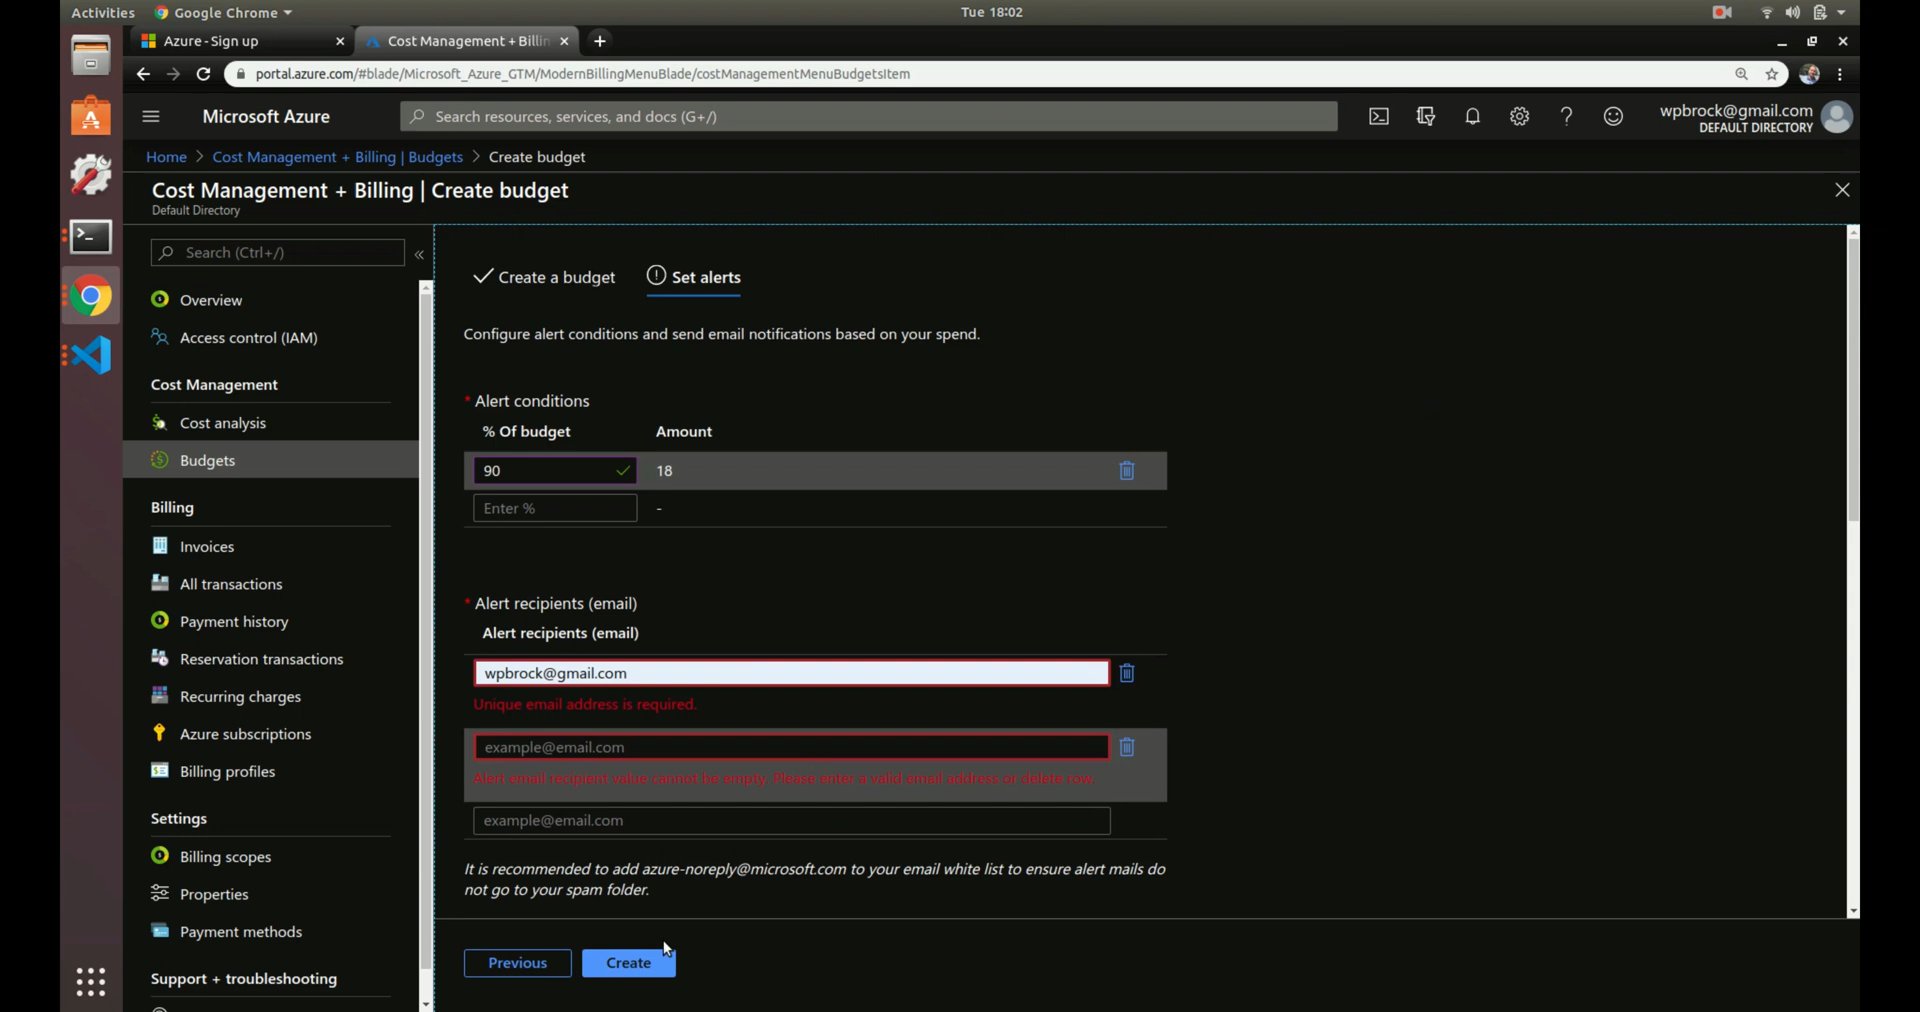 Activities
Google Chrome
Tue 18:02
Azure - Sign up
Cost Management + Billin
portal.azure.com/#blade/Microsoft_Azure_GTM/ModernBillingMenuBlade/costManagementMenuBudgetsItem
Microsoft Azure
Search resources, services, and docs (G+/)
wpbrock@gmail.com
DEFAULT DIRECTORY
Home > Cost Management + Billing | Budgets > Create budget
Cost Management + Billing | Create budget
Default Directory
Search (Ctrl+/)
Overview
Access control (IAM)
Cost Management
Cost analysis
Budgets
Billing
Invoices
All transactions
Payment history
Reservation transactions
Recurring charges
Azure subscriptions
Billing profiles
Settings
Billing scopes
Properties
Payment methods
Support + troubleshooting
Create a budget
Set alerts
Configure alert conditions and send email notifications based on your spend.
* Alert conditions
% Of budget
Amount
90
18
Enter %
-
* Alert recipients (email)
Alert recipients (email)
wpbrock@gmail.com
Unique email address is required.
example@email.com
Alert email recipient value cannot be empty. Please enter a valid email address or delete row.
example@email.com
It is recommended to add azure-noreply@microsoft.com to your email white list to ensure alert mails do
not go to your spam folder.
Previous
Create